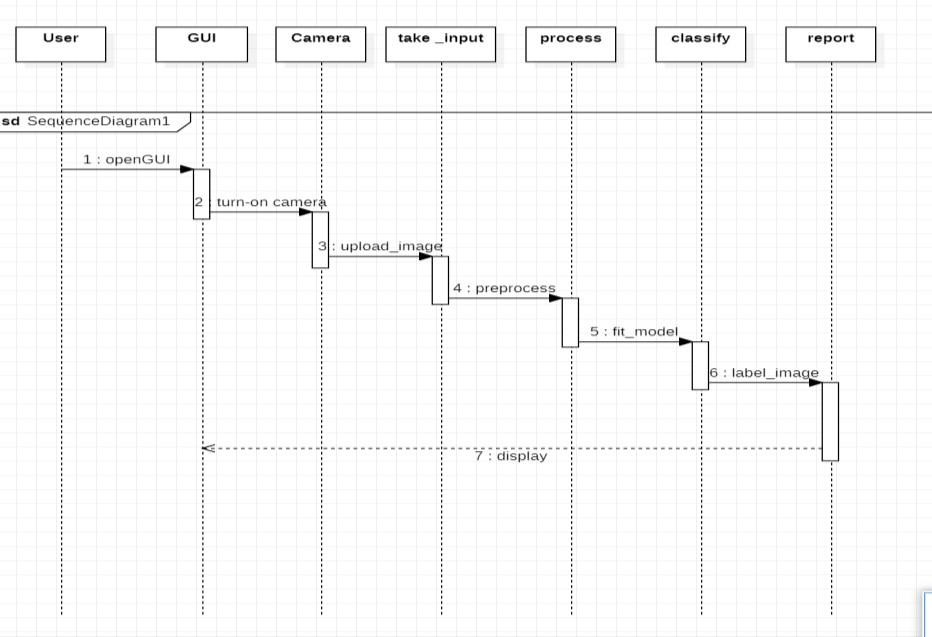 User
GUI
Camera
take _input
process
classify
report
sd SequenceDiagram1
1 : openGUI
2 : turn-on camera
3 : upload_image
4 : preprocess
5 : fit_model
6 : label_image
7 : display